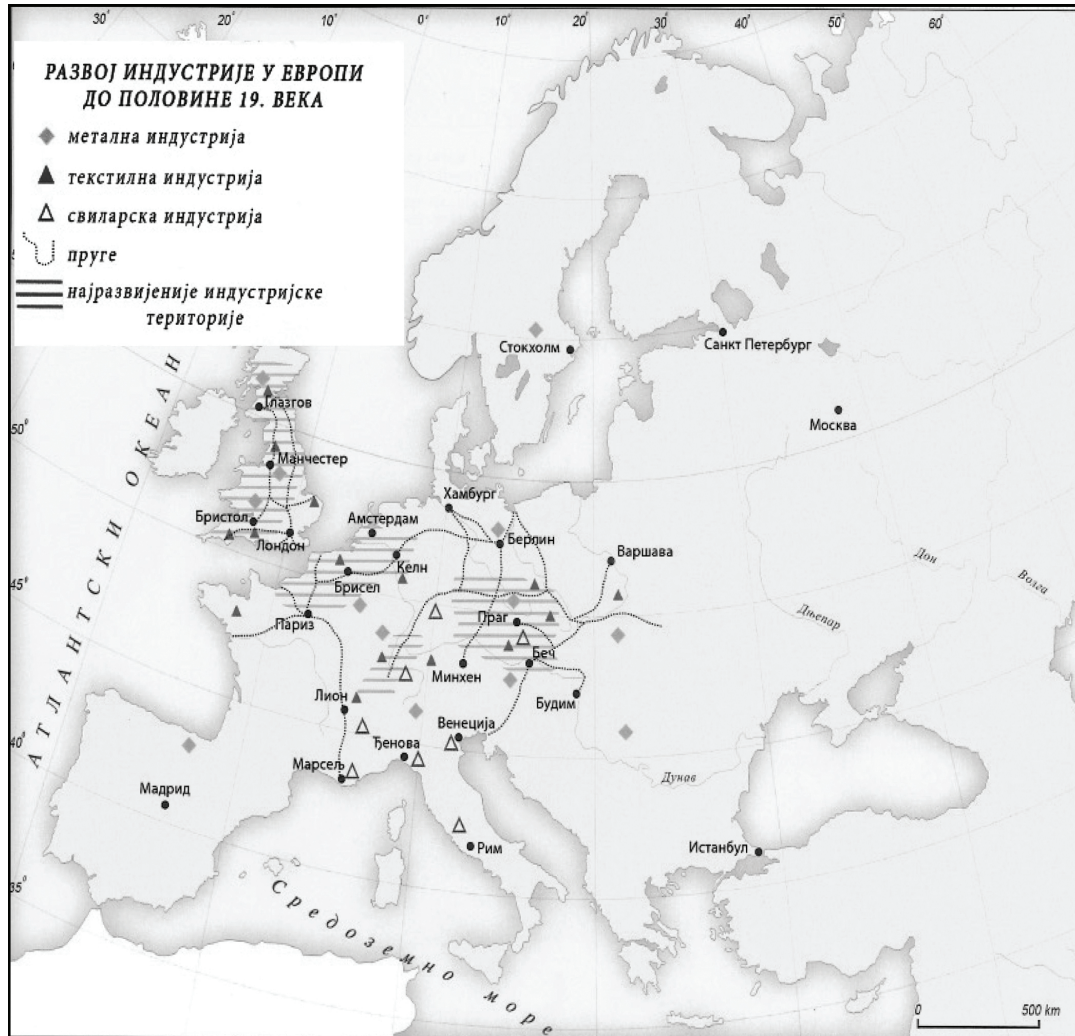 30˚
20˚
10˚
0˚
10˚
20˚
30˚
40˚
50˚
60˚
РАЗВОЈ ИНДУСТРИЈЕ У ЕВРОПИ
ДО ПОЛОВИНЕ 19. ВЕКА
метална индустрија
текстилна индустрија
свиларска индустрија
пруге
најразвијеније индустријске
територије
Стокхолм
Санкт Петербург
Глазгов
Москва
50˚
Манчестер
Хамбург
Бристол
Амстердам
Лондон
Берлин
Варшава
Келн
Дон
Брисел
Волга
45˚
Париз
Праг
Дњепар
Беч
Минхен
Будим
Лион
Венеција
40˚
Ђенова
Марсељ
Дунав
Мадрид
Истанбул
Рим
35˚
АТЛАНТСКИ ОКЕАН
Средоземно море
0 500 km